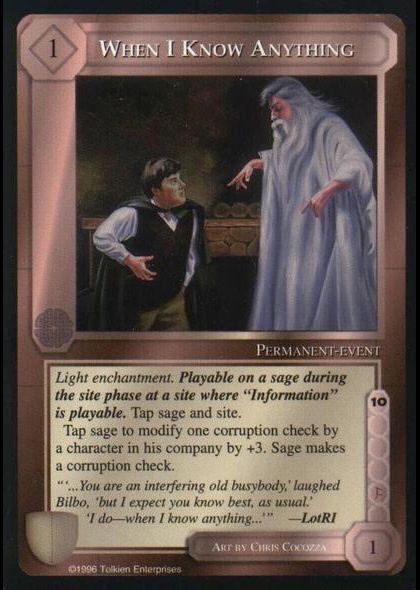 1
WHEN I KNOW ANYTHING
PERMANENT-EVENT
Light enchantment. Playable on a sage during
the site phase at a site where “Information”
is playable. Tap sage and site.
Tap sage to modify one corruption check by
a character in his company by +3. Sage makes
a corruption check.
“‘...You are an interfering old busybody,’ laughed
Bilbo, ‘but I expect you know best, as usual.’
‘I do—when I know anything...’” —LotRI
10
ART BY CHRIS COCOZZA
1
©1996 Tolkien Enterprises